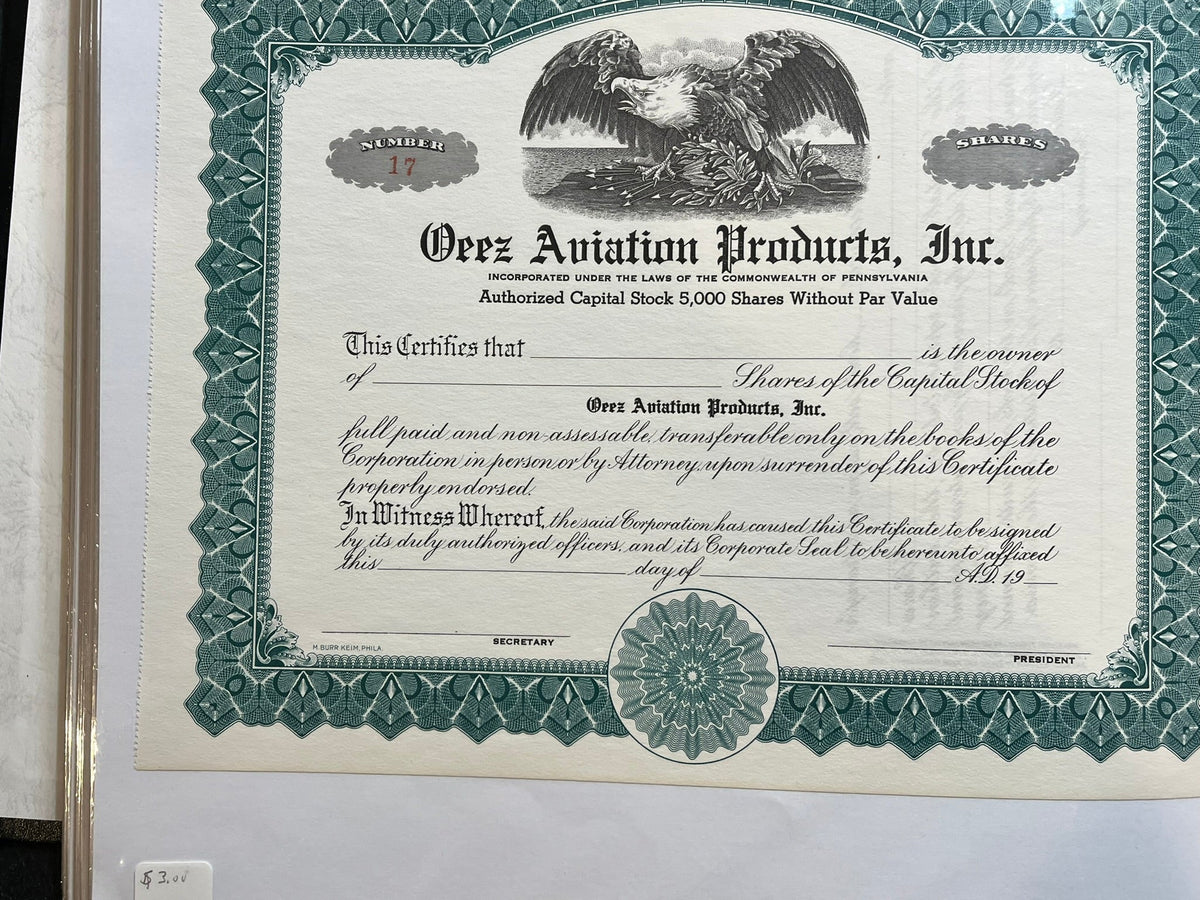 NUMBER
17
SHARES
Oeez Aviation Products, Inc.
INCORPORATED UNDER THE LAWS OF THE COMMONWEALTH OF PENNSYLVANIA
Authorized Capital Stock 5,000 Shares Without Par Value
This Certifies that is the owner
of Shares of the Capital Stock of
Oeez Aviation Products, Inc.
full paid and non-assessable, transferable only on the books of the
Corporation in person or by Attorney upon surrender of this Certificate
properly endorsed.
In Witness Whereof, the said Corporation has caused this Certificate to be signed
by its duly authorized officers, and its Corporate Seal to be hereunto affixed
this day of A.D. 19
SECRETARY
M. BURR KEIM, PHILA.
PRESIDENT
$ 3.00